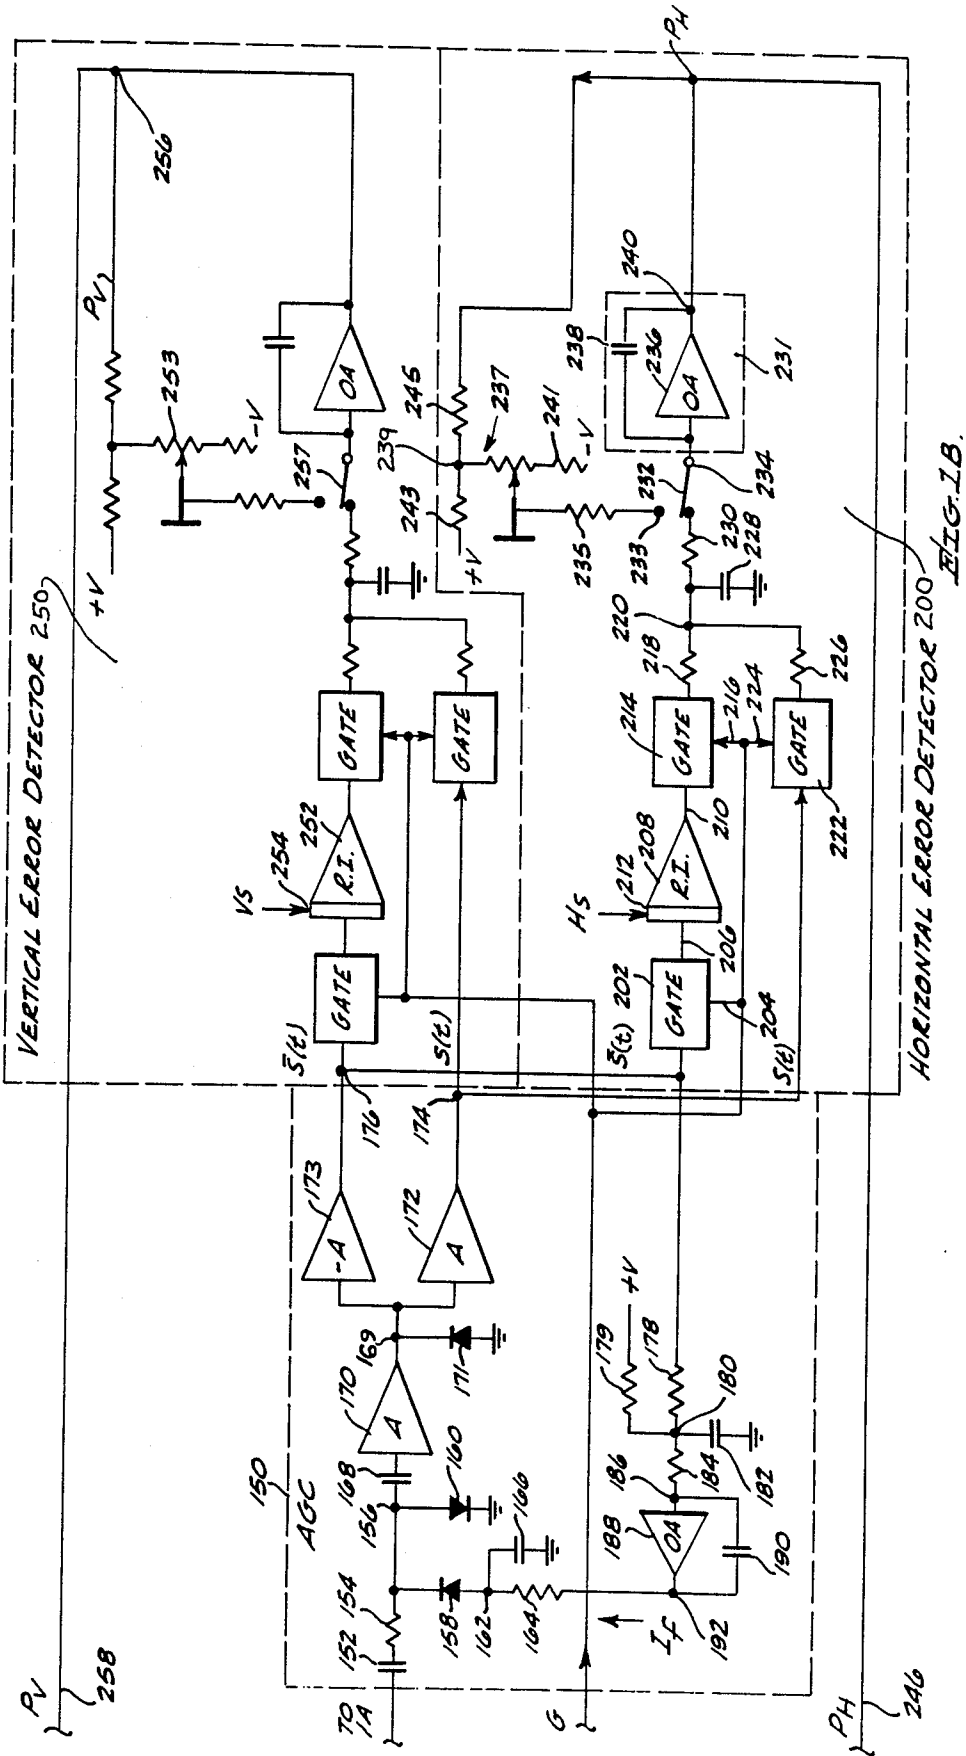 VERTICAL ERROR DETECTOR 250
PV
258
+V
PV
256
253
-V
257
OA
VS
254
252
R.I.
GATE
GATE
GATE
S̄(t)
S(t)
176
174
150
AGC
TO
1A
152
154
156
158
160
162
164
166
168
170
A
169
171
173
-A
172
A
G
If
192
190
188
OA
186
184
182
180
178
179
+V
239
243
245
+V
237
241
-V
235
233
232
234
230
228
220
218
226
214
GATE
216
224
GATE
222
210
208
R.I.
212
HS
206
202
GATE
204
S̄(t)
S(t)
238
236
OA
240
231
PH
PH
246
HORIZONTAL ERROR DETECTOR 200
FIG. 1B.